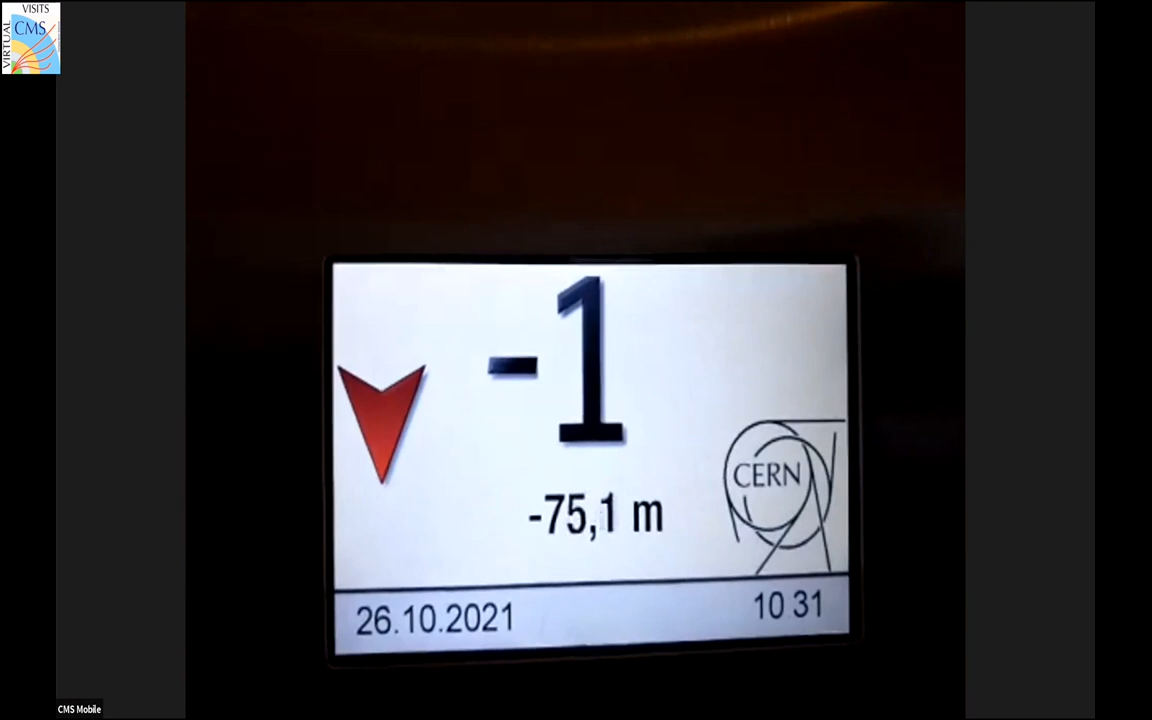 VISITS
VIRTUAL
CMS
-1
-75,1 m
CERN
26.10.2021
10 31
CMS Mobile